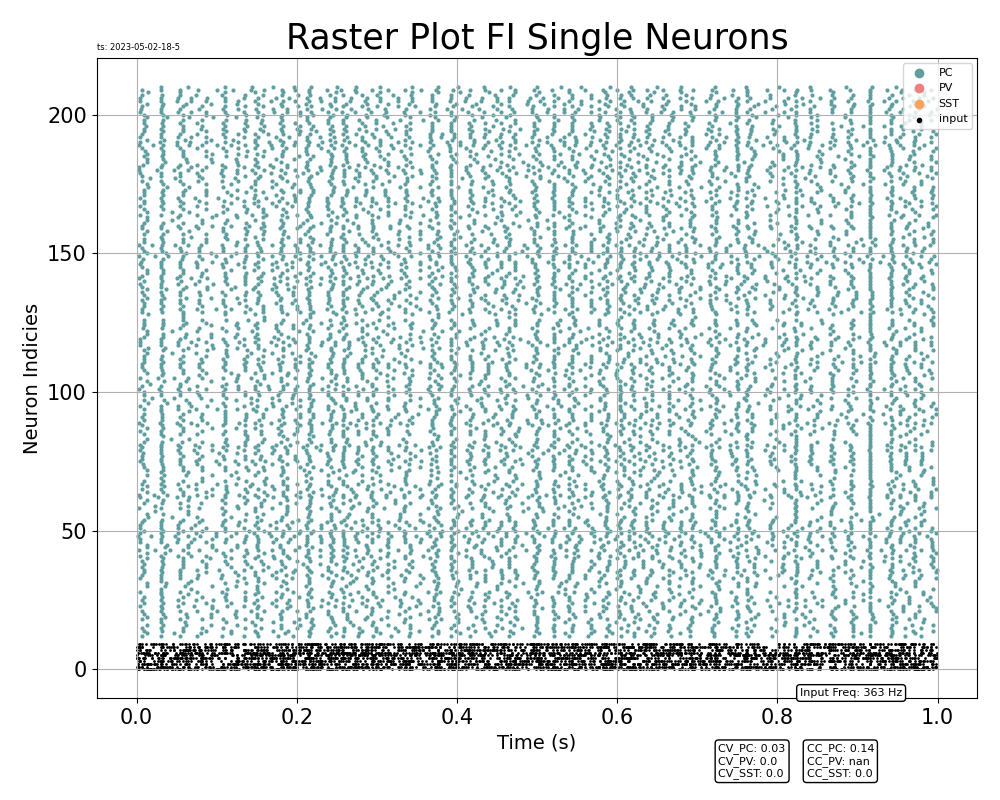 Raster Plot FI Single Neurons
ts: 2023-05-02-18-5
PC
PV
SST
input
Neuron Indicies
200
150
100
50
0
0.0 0.2 0.4 0.6 0.8 1.0
Input Freq: 363 Hz
Time (s)
CV_PC: 0.03
CV_PV: 0.0
CV_SST: 0.0
CC_PC: 0.14
CC_PV: nan
CC_SST: 0.0